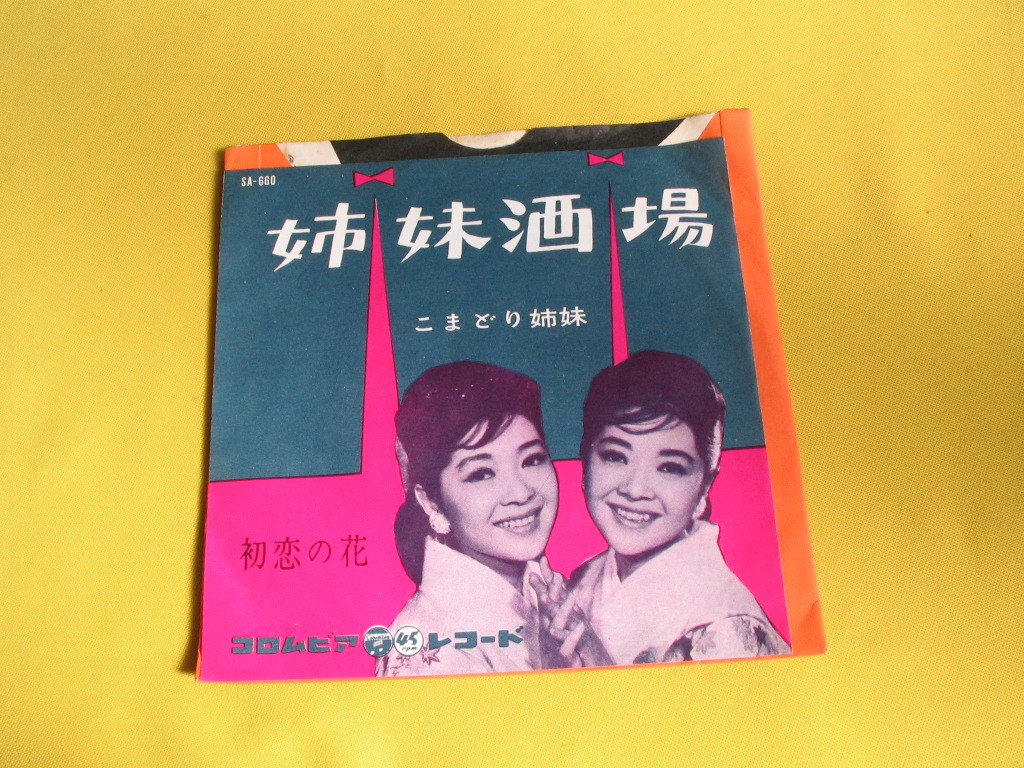 SA-660
姉妹酒場
こまどり姉妹
初恋の花
コロムビア 45 rpm レコード